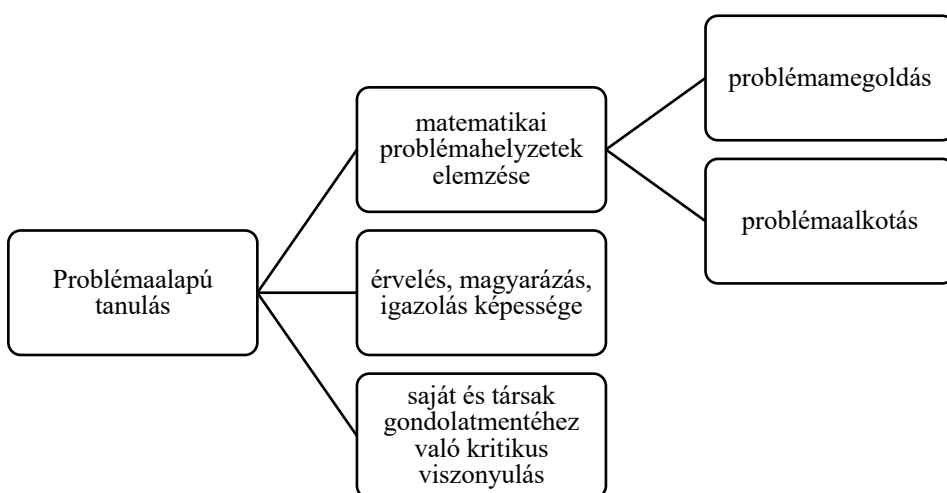 Problémaalapú
tanulás
matematikai
problémahelyzetek
elemzése
problémamegoldás
problémaalkotás
érvelés, magyarázás,
igazolás képessége
saját és társak
gondolatmentéhez
való kritikus
viszonyulás